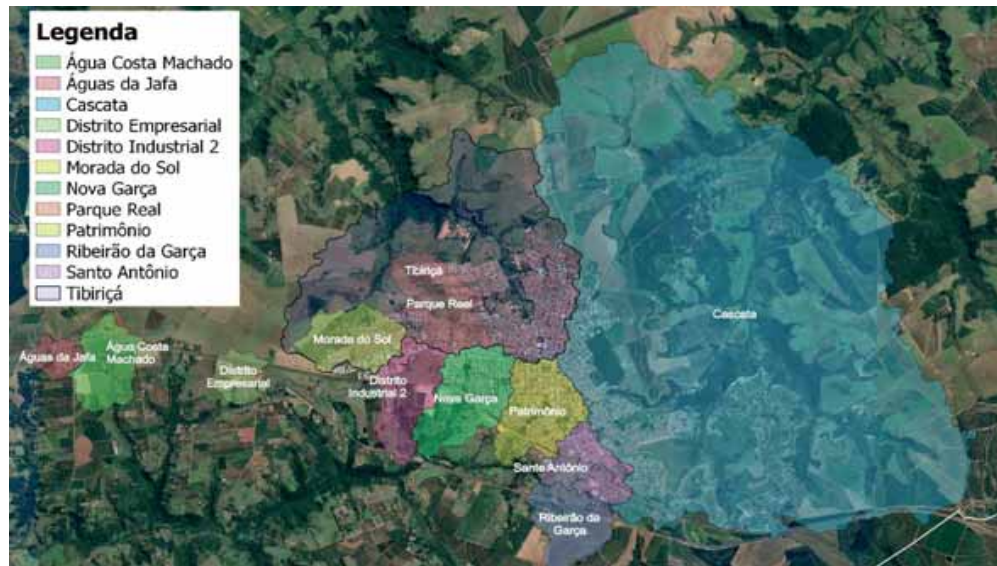 Legenda
Água Costa Machado
Águas da Jafa
Cascata
Distrito Empresarial
Distrito Industrial 2
Morada do Sol
Nova Garça
Parque Real
Patrimônio
Ribeirão da Garça
Santo Antônio
Tibiriçá
Tibiriçá
Parque Real
Cascata
Morada do Sol
Águas da Jafa
Água Costa
Machado
Distrito
Empresarial
Distrito
Industrial 2
Nova Garça
Patrimônio
Santo Antônio
Ribeirão da
Garça